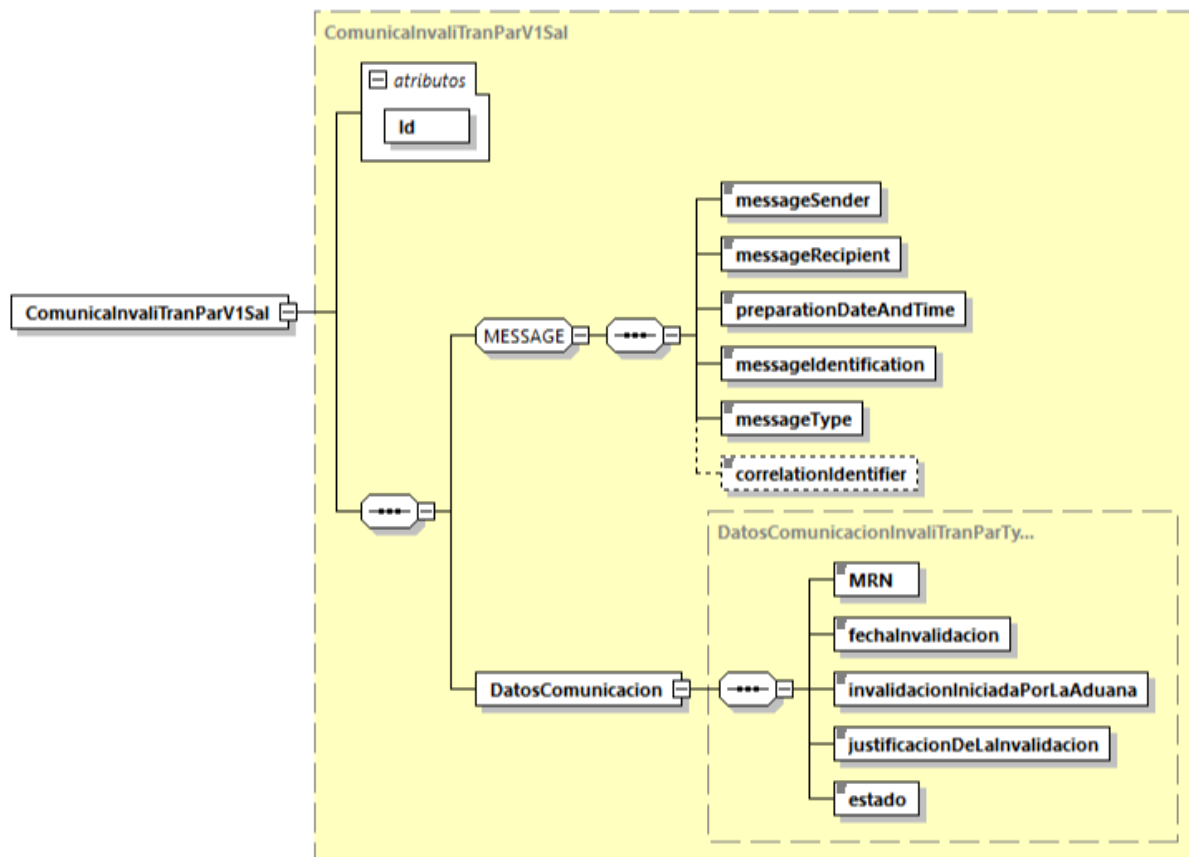 ComunicaInvaliTranParV1Sal
atributos
Id
messageSender
messageRecipient
preparationDateAndTime
ComunicaInvaliTranParV1Sal
MESSAGE
messageIdentification
messageType
correlationIdentifier
DatosComunicacionInvaliTranParTy...
MRN
fechaInvalidacion
DatosComunicacion
invalidacionIniciadaPorLaAduana
justificacionDeLaInvalidacion
estado